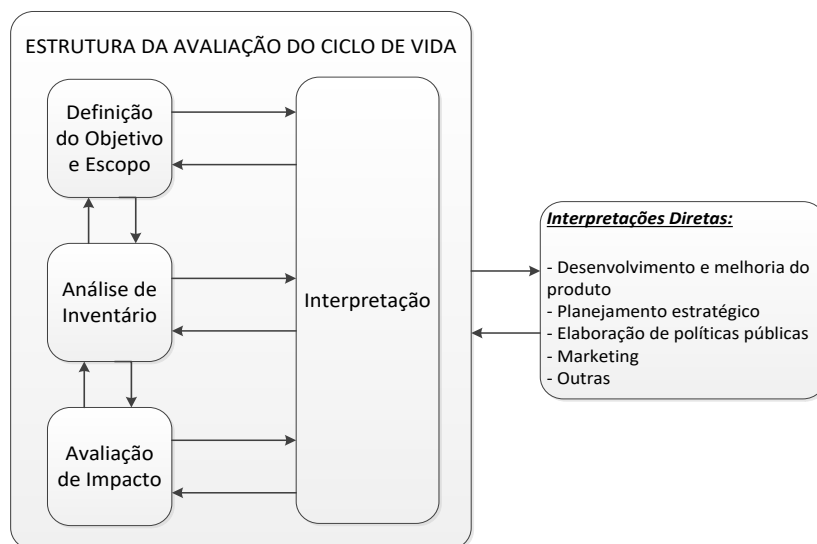 ESTRUTURA DA AVALIAÇÃO DO CICLO DE VIDA
Definição
do Objetivo
e Escopo
Análise de
Inventário
Avaliação
de Impacto
Interpretação
Interpretações Diretas:
- Desenvolvimento e melhoria do
produto
- Planejamento estratégico
- Elaboração de políticas públicas
- Marketing
- Outras